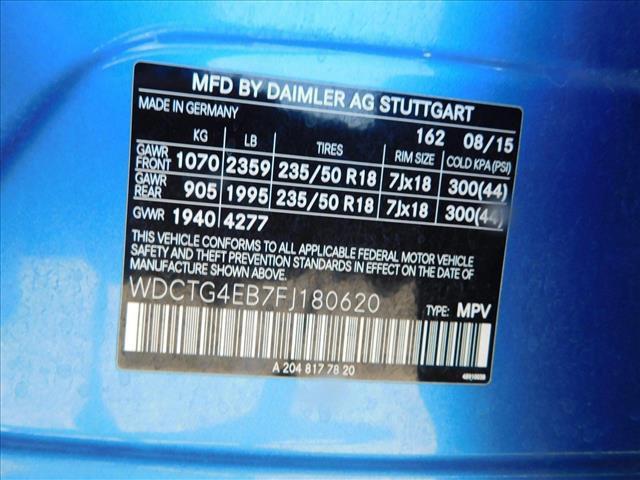 MFD BY DAIMLER AG STUTTGART
MADE IN GERMANY 162 08/15
KG LB TIRES RIM SIZE COLD KPA(PSI)
GAWR FRONT 1070 2359 235/50 R18 7Jx18 300(44)
GAWR REAR 905 1995 235/50 R18 7Jx18 300(44)
GVWR 1940 4277
THIS VEHICLE CONFORMS TO ALL APPLICABLE FEDERAL MOTOR VEHICLE
SAFETY AND THEFT PREVENTION STANDARDS IN EFFECT ON THE DATE OF
MANUFACTURE SHOWN ABOVE.
WDCTG4EB7FJ180620 TYPE: MPV
A 204 817 78 20